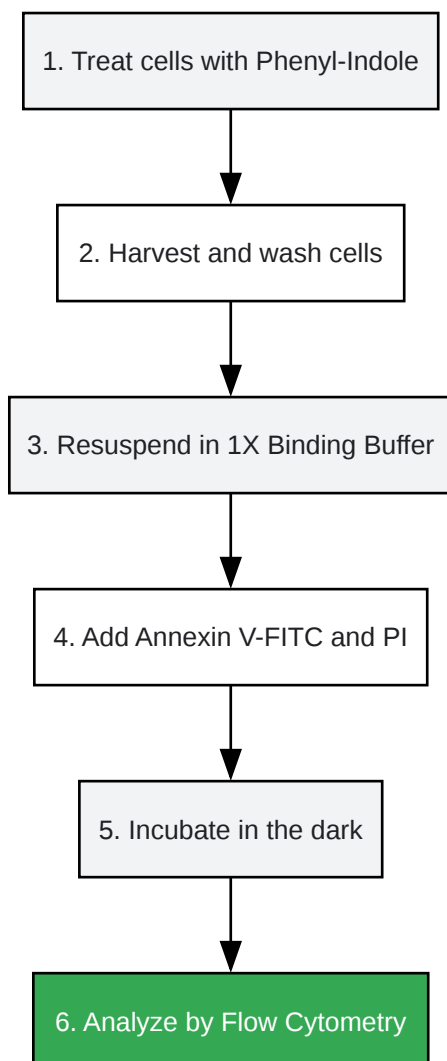 1. Treat cells with Phenyl-Indole
2. Harvest and wash cells
3. Resuspend in 1X Binding Buffer
4. Add Annexin V-FITC and PI
5. Incubate in the dark
6. Analyze by Flow Cytometry